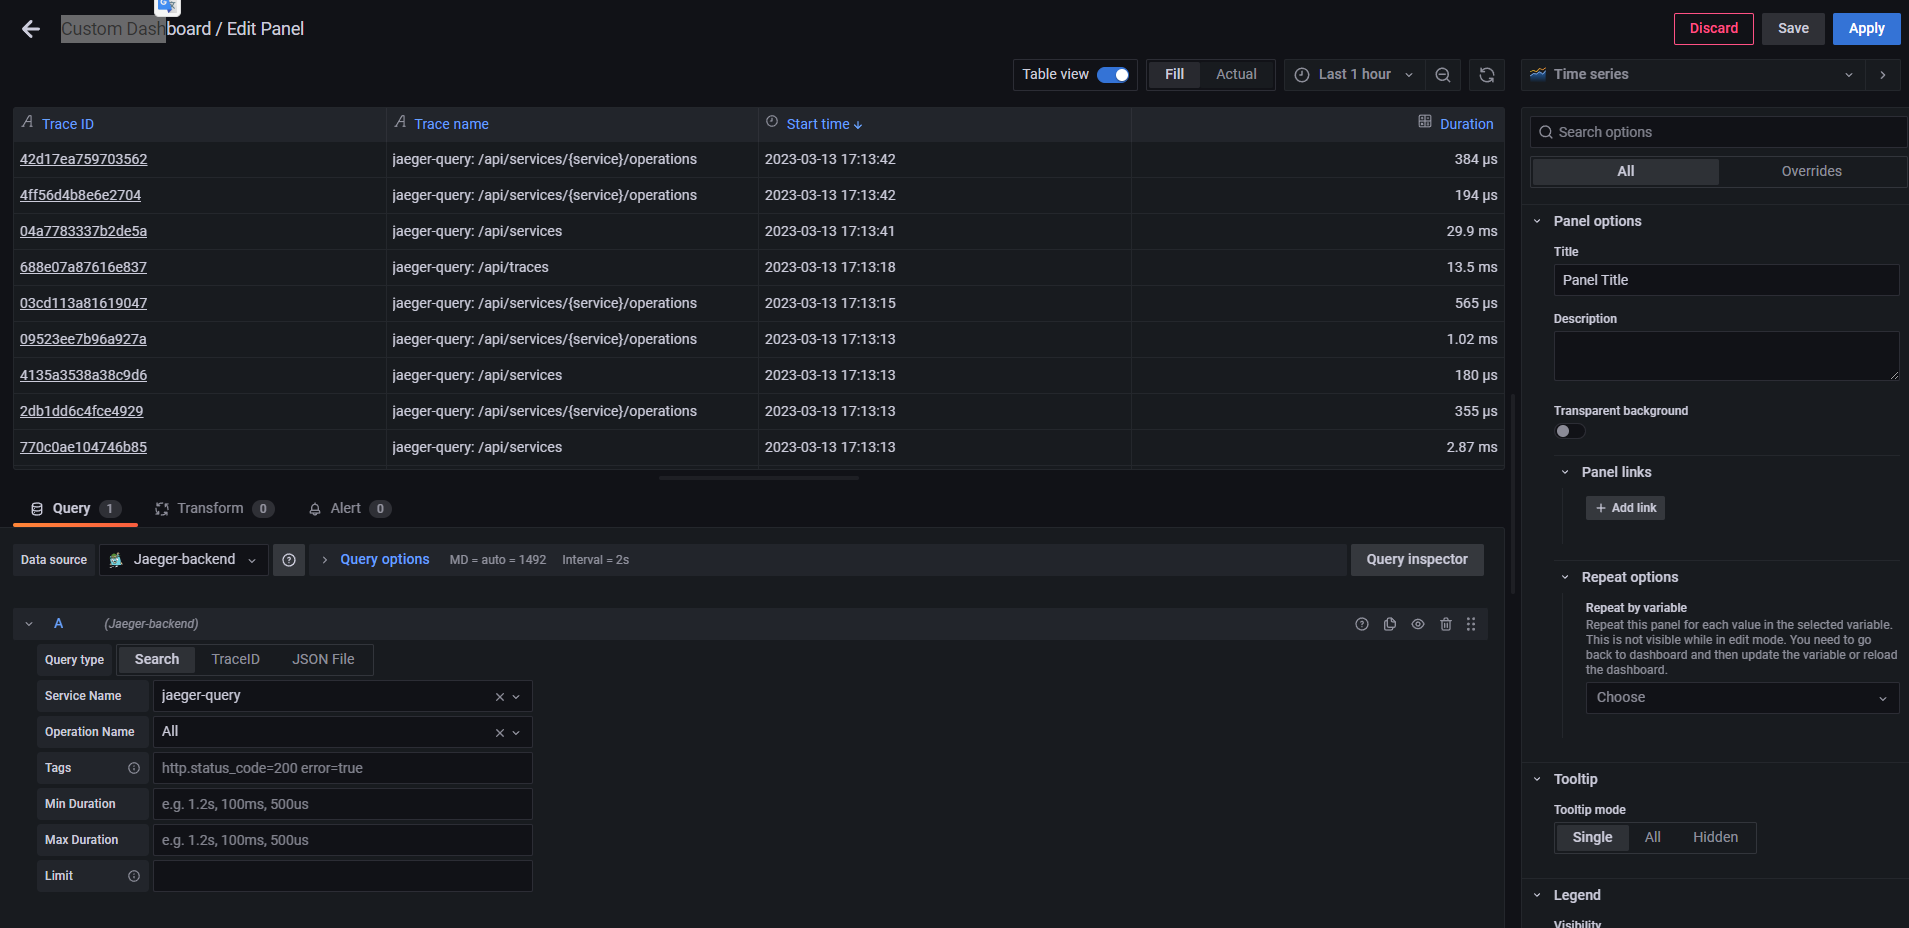 Custom Dashboard / Edit Panel
Discard
Save
Apply
Table view
Fill
Actual
Last 1 hour
Time series
Trace ID
Trace name
Start time
Duration
42d17ea759703562
jaeger-query: /api/services/{service}/operations
2023-03-13 17:13:42
384 µs
4ff56d4b8e6e2704
jaeger-query: /api/services/{service}/operations
2023-03-13 17:13:42
194 µs
04a7783337b2de5a
jaeger-query: /api/services
2023-03-13 17:13:41
29.9 ms
688e07a87616e837
jaeger-query: /api/traces
2023-03-13 17:13:18
13.5 ms
03cd113a81619047
jaeger-query: /api/services/{service}/operations
2023-03-13 17:13:15
565 µs
09523ee7b96a927a
jaeger-query: /api/services/{service}/operations
2023-03-13 17:13:13
1.02 ms
4135a3538a38c9d6
jaeger-query: /api/services
2023-03-13 17:13:13
180 µs
2db1dd6c4fce4929
jaeger-query: /api/services/{service}/operations
2023-03-13 17:13:13
355 µs
770c0ae104746b85
jaeger-query: /api/services
2023-03-13 17:13:13
2.87 ms
Query 1
Transform 0
Alert 0
Data source
Jaeger-backend
Query options
MD = auto = 1492
Interval = 2s
Query inspector
A
(Jaeger-backend)
Query type
Search
TraceID
JSON File
Service Name
jaeger-query
Operation Name
All
Tags
http.status_code=200 error=true
Min Duration
e.g. 1.2s, 100ms, 500us
Max Duration
e.g. 1.2s, 100ms, 500us
Limit
Search options
All
Overrides
Panel options
Title
Panel Title
Description
Transparent background
Panel links
+ Add link
Repeat options
Repeat by variable
Repeat this panel for each value in the selected variable.
This is not visible while in edit mode. You need to go
back to dashboard and then update the variable or reload
the dashboard.
Choose
Tooltip
Tooltip mode
Single
All
Hidden
Legend
Visibility